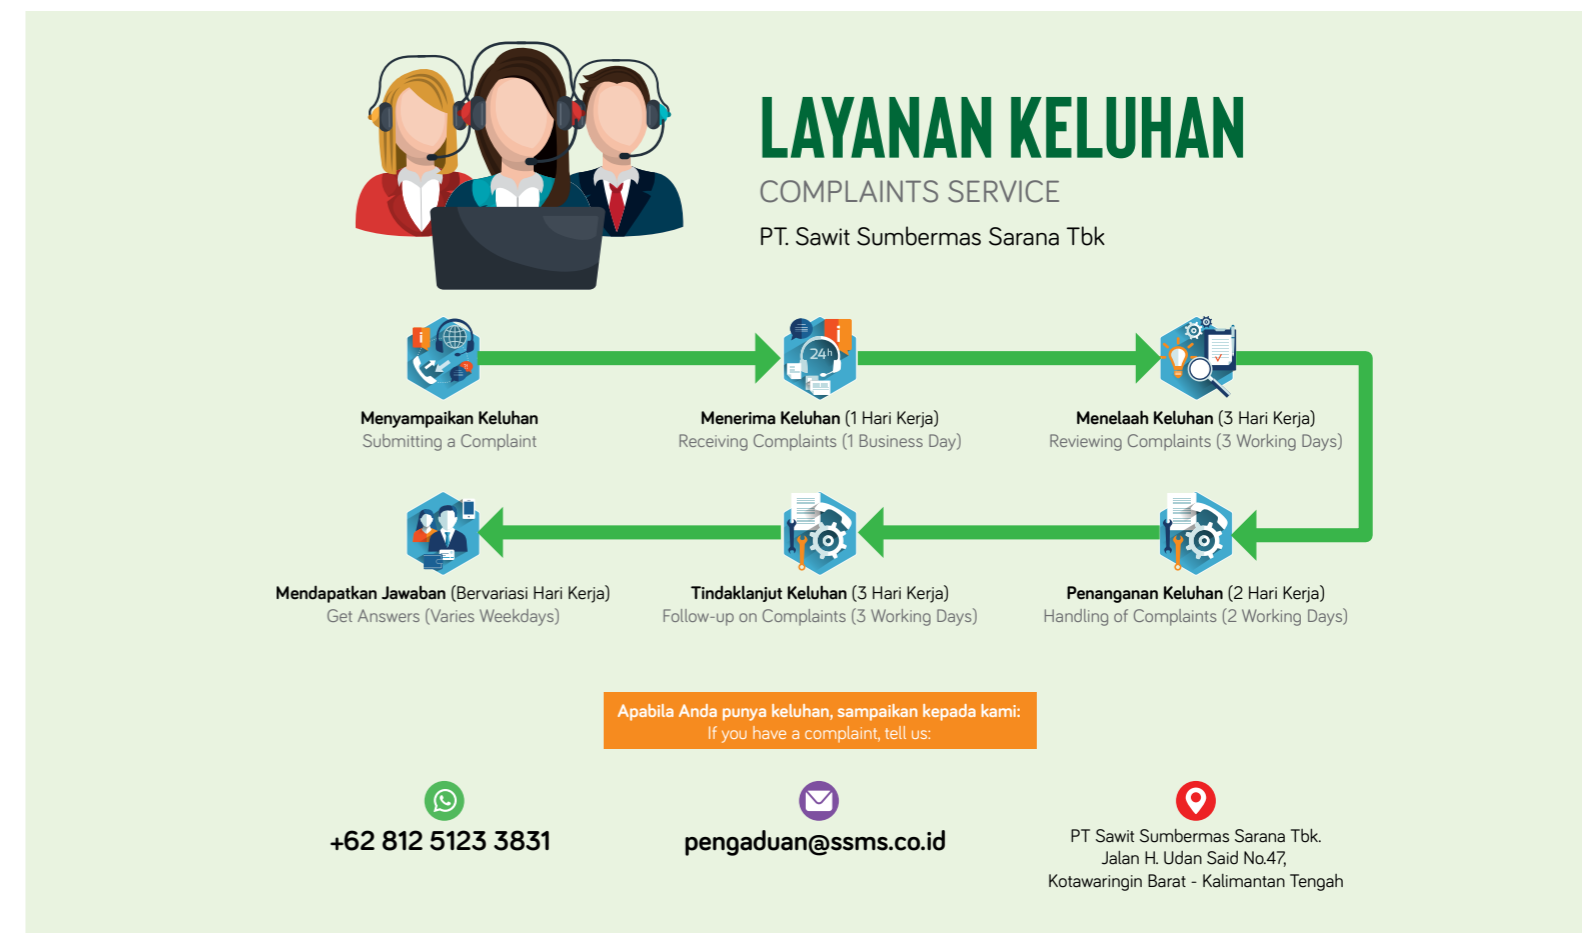 LAYANAN KELUHAN
COMPLAINTS SERVICE
PT. Sawit Sumbermas Sarana Tbk
i
24h
i
Menyampaikan Keluhan
Submitting a Complaint
Menerima Keluhan (1 Hari Kerja)
Receiving Complaints (1 Business Day)
Menelaah Keluhan (3 Hari Kerja)
Reviewing Complaints (3 Working Days)
Penanganan Keluhan (2 Hari Kerja)
Handling of Complaints (2 Working Days)
Tindaklanjut Keluhan (3 Hari Kerja)
Follow-up on Complaints (3 Working Days)
Mendapatkan Jawaban (Bervariasi Hari Kerja)
Get Answers (Varies Weekdays)
Apabila Anda punya keluhan, sampaikan kepada kami:
If you have a complaint, tell us:
+62 812 5123 3831
pengaduan@ssms.co.id
PT Sawit Sumbermas Sarana Tbk.
Jalan H. Udan Said No.47,
Kotawaringin Barat - Kalimantan Tengah